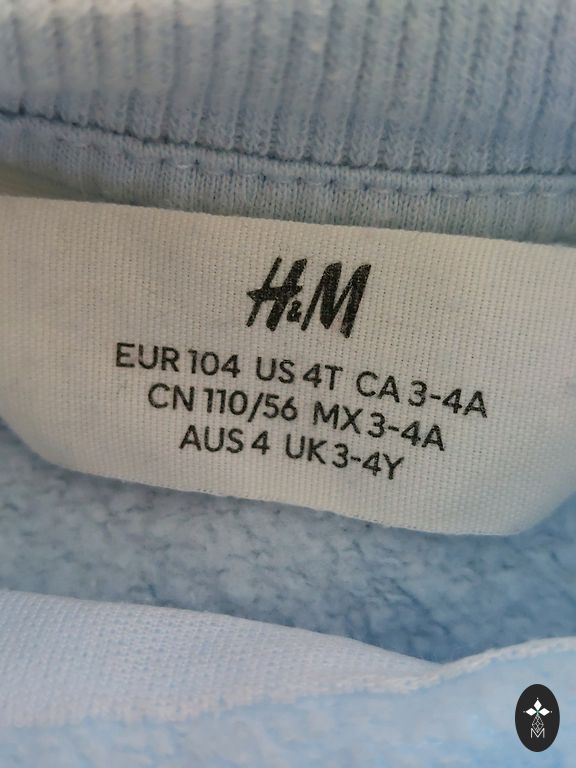 H&M
EUR 104 US 4T CA 3-4A
CN 110/56 MX 3-4A
AUS 4 UK 3-4Y
M